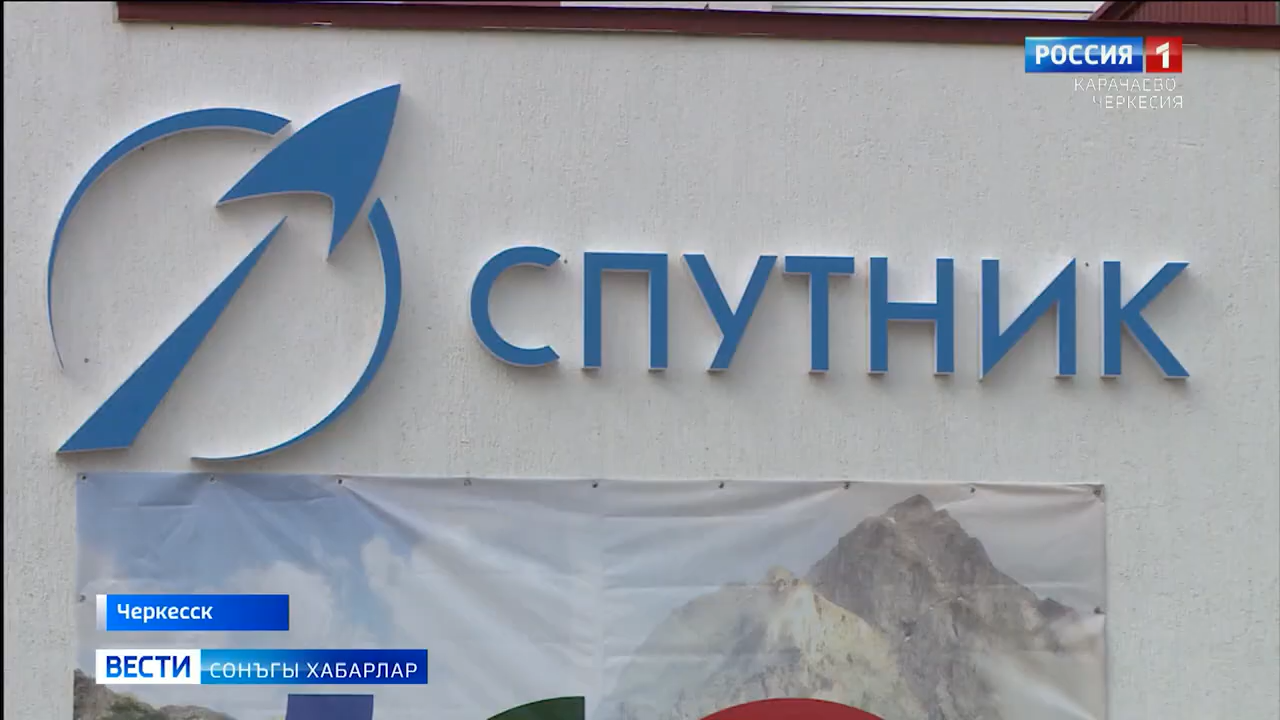 РОССИЯ 1
КАРАЧАЕВО
ЧЕРКЕСИЯ
СПУТНИК
Черкесск
ВЕСТИ СОНЪГЫ ХАБАРЛАР